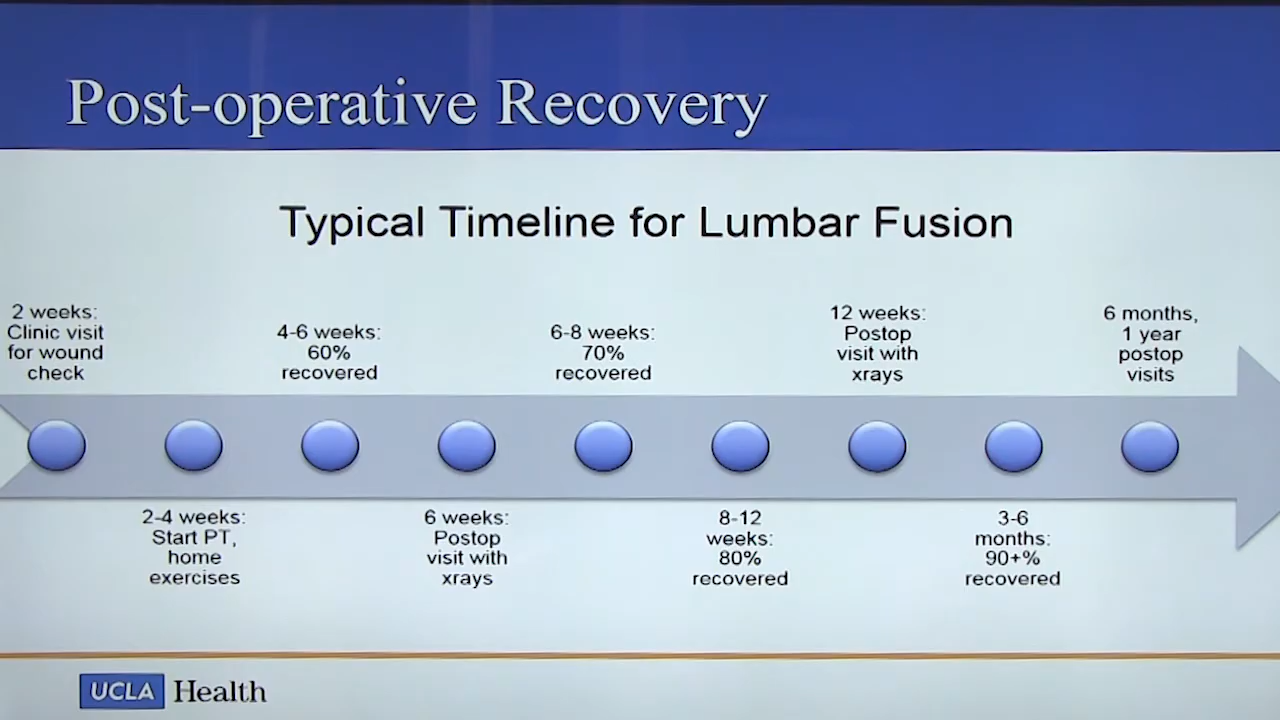 Post-operative Recovery
Typical Timeline for Lumbar Fusion
2 weeks:
Clinic visit
for wound
check
2-4 weeks:
Start PT,
home
exercises
4-6 weeks:
60%
recovered
6 weeks:
Postop
visit with
xrays
6-8 weeks:
70%
recovered
8-12
weeks:
80%
recovered
12 weeks:
Postop
visit with
xrays
3-6
months:
90+%
recovered
6 months,
1 year
postop
visits
UCLA Health